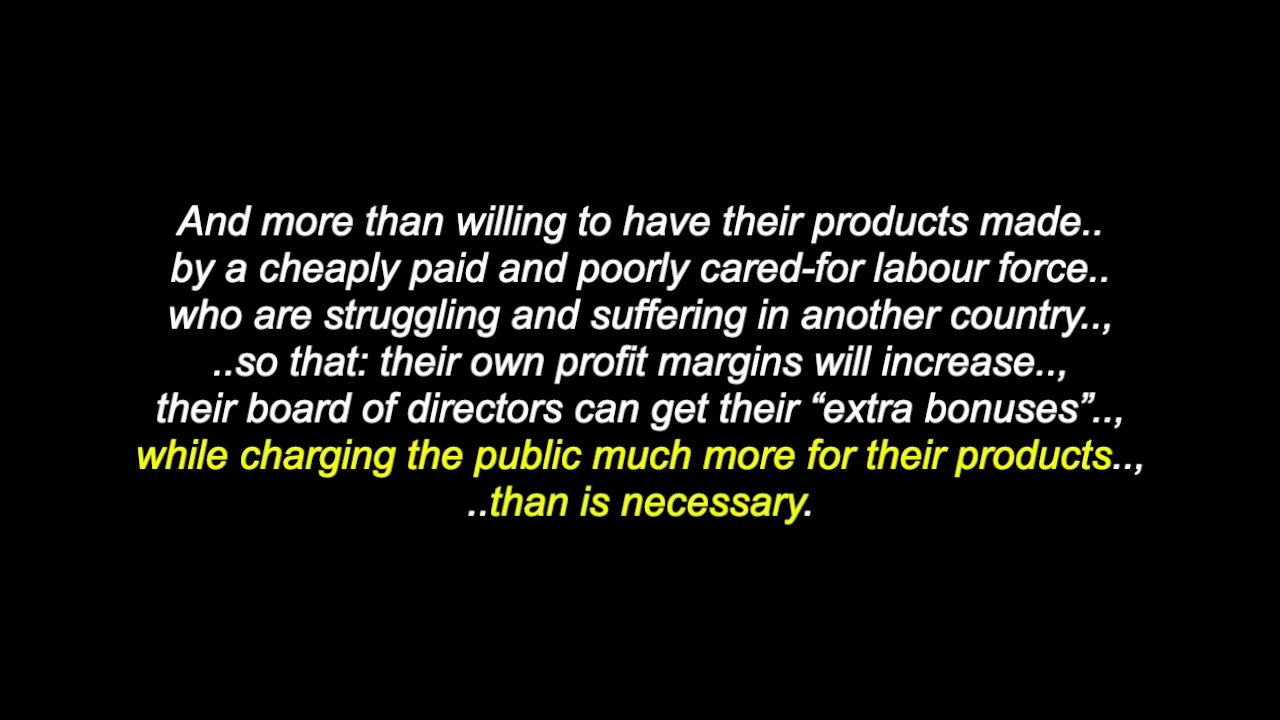 And more than willing to have their products made..
by a cheaply paid and poorly cared-for labour force..
who are struggling and suffering in another country..,
..so that: their own profit margins will increase..,
their board of directors can get their “extra bonuses”..,
while charging the public much more for their products..,
..than is necessary.